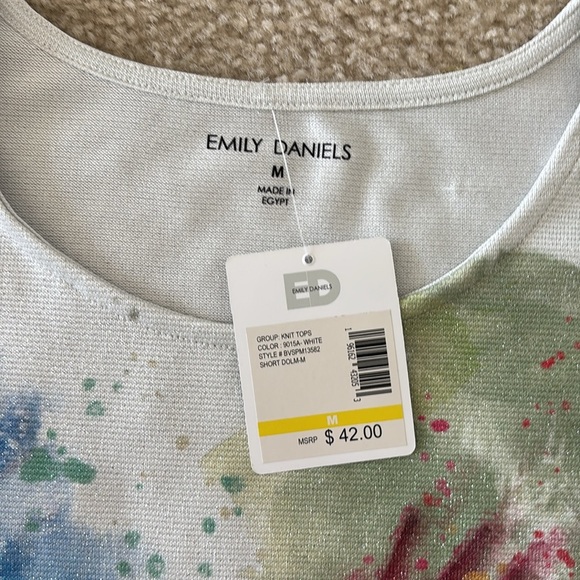 EMILY DANIELS
M
MADE IN
EGYPT
ED
EMILY DANIELS
GROUP: KNIT TOPS
COLOR : 9015A- WHITE
STYLE # BVSPM13582
SHORT DOLM-M
M
MSRP $ 42.00